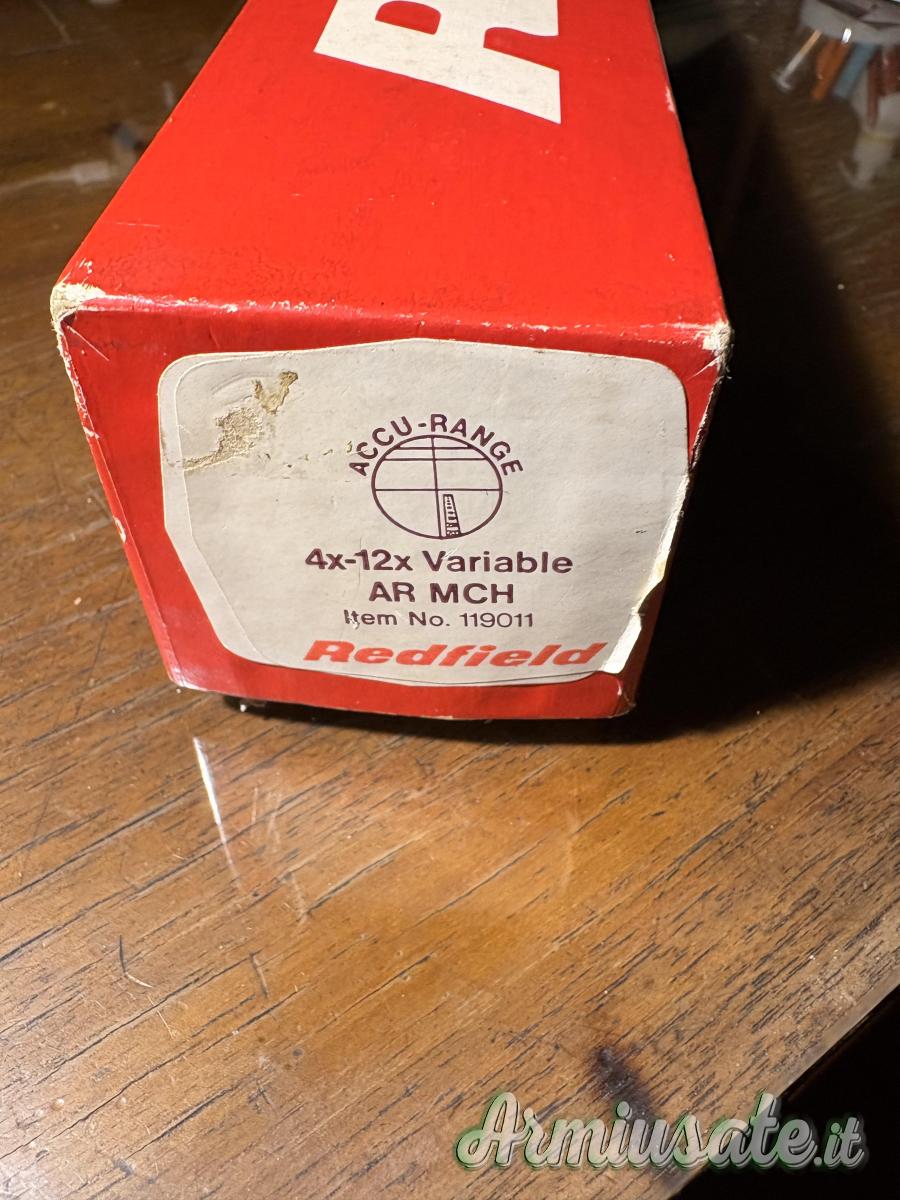 R
ACCU-RANGE
4x-12x Variable
AR MCH
Item No. 119011
Redfield
Armiusate.it